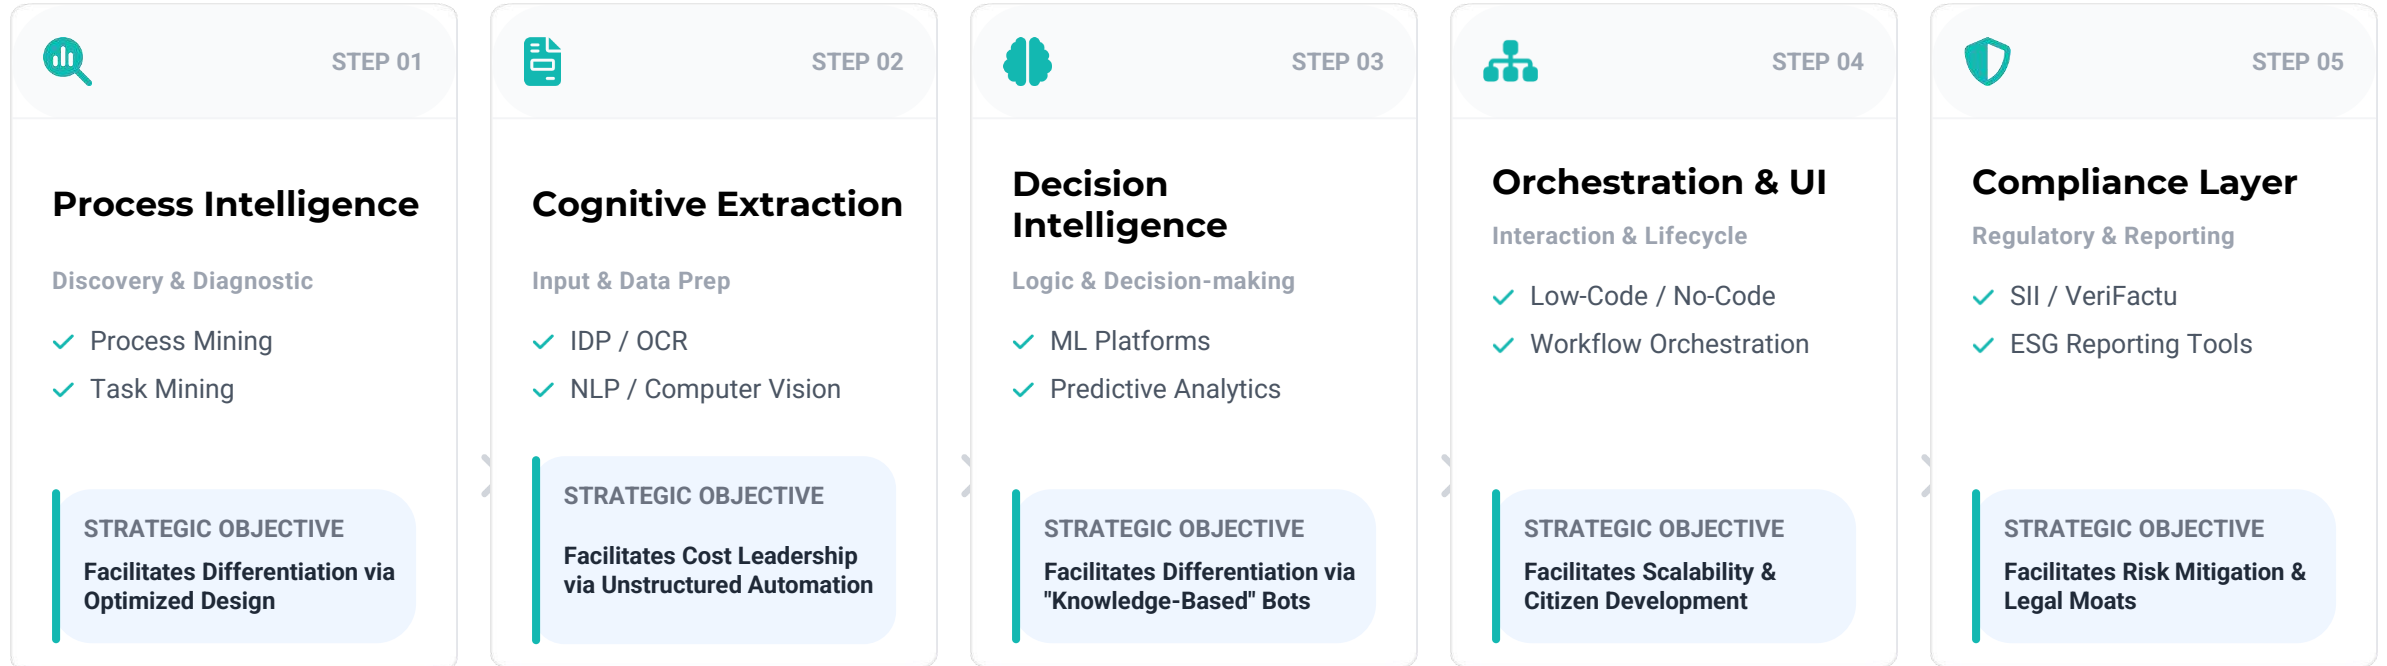 STEP 01
Process Intelligence
Discovery & Diagnostic
Process Mining
Task Mining
STRATEGIC OBJECTIVE
Facilitates Differentiation via
Optimized Design
STEP 02
Cognitive Extraction
Input & Data Prep
IDP / OCR
NLP / Computer Vision
STRATEGIC OBJECTIVE
Facilitates Cost Leadership
via Unstructured Automation
STEP 03
Decision
Intelligence
Logic & Decision-making
ML Platforms
Predictive Analytics
STRATEGIC OBJECTIVE
Facilitates Differentiation via
"Knowledge-Based" Bots
STEP 04
Orchestration & UI
Interaction & Lifecycle
Low-Code / No-Code
Workflow Orchestration
STRATEGIC OBJECTIVE
Facilitates Scalability &
Citizen Development
STEP 05
Compliance Layer
Regulatory & Reporting
SII / VeriFactu
ESG Reporting Tools
STRATEGIC OBJECTIVE
Facilitates Risk Mitigation &
Legal Moats